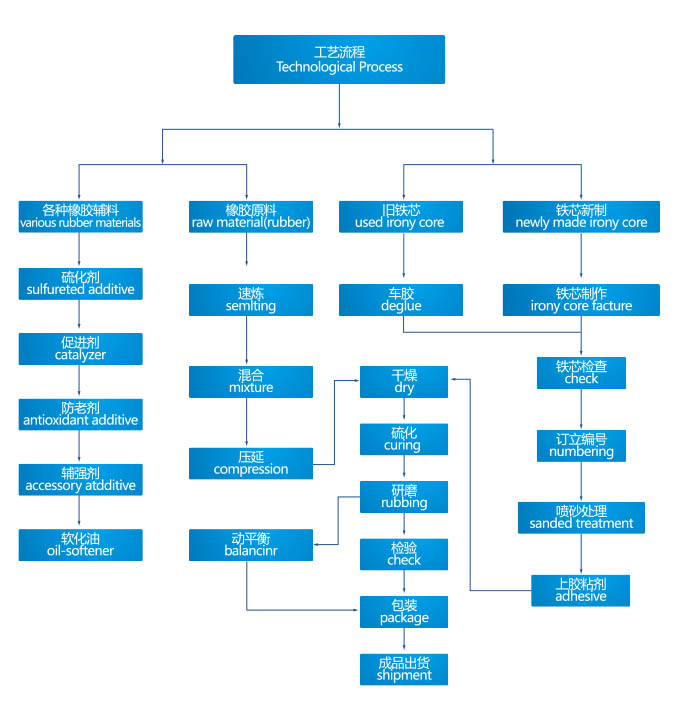 工艺流程
Technological Process
各种橡胶辅料
various rubber materials
橡胶原料
raw material(rubber)
旧铁芯
used irony core
铁芯新制
newly made irony core
硫化剂
sulfureted additive
速炼
semlting
车胶
deglue
铁芯制作
irony core facture
促进剂
catalyzer
铁芯检查
check
混合
mixture
干燥
dry
防老剂
antioxidant additive
硫化
curing
订立编号
numbering
压延
compression
辅强剂
accessory atdditive
研磨
rubbing
喷砂处理
sanded treatment
软化油
oil-softener
动平衡
balancinr
检验
check
上胶粘剂
adhesive
包装
package
成品出货
shipment